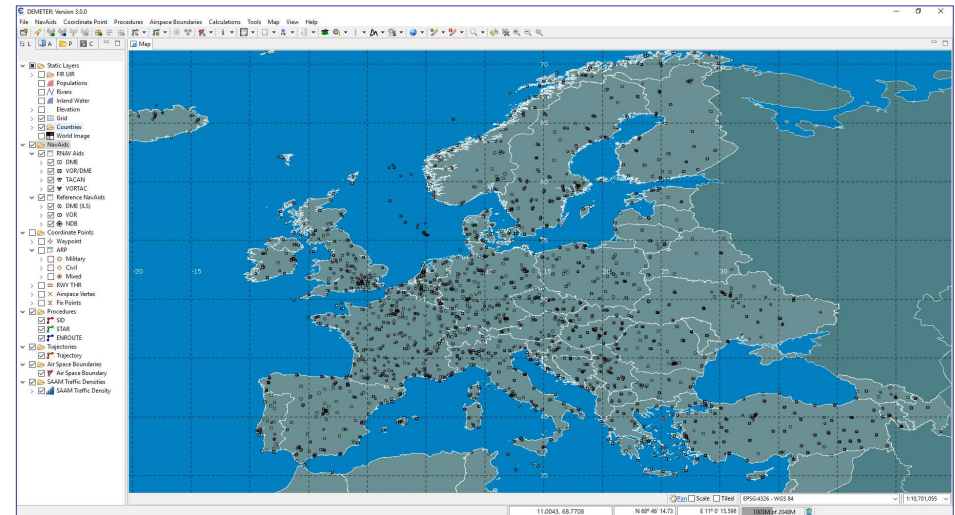 DEMETER: Version 3.0.0
File NavAids Coordinate Point Procedures Airspace Boundaries Calculations Tools Map View Help
L A P C
Map
Static Layers
FIR UIR
Populations
Rivers
Inland Water
Elevation
Grid
Countries
World Image
NavAids
RNAV Aids
DME
VOR/DME
TACAN
VORTAC
Reference NavAids
DME (ILS)
VOR
NDB
Coordinate Points
Waypoint
ARP
Military
Civil
Mixed
RWY THR
Airspace Vertex
Fix Points
Procedures
SID
STAR
ENROUTE
Trajectories
Trajectory
Air Space Boundaries
Air Space Boundary
SAAM Traffic Densities
SAAM Traffic Density
70
-20 -15
30
35
Pan Scale Tiled EPSG:4326 - WGS 84 1:10,701,055
11.0043, 68.7708 N 68° 46' 14.73 E 11° 0' 15.598 1003M of 2048M